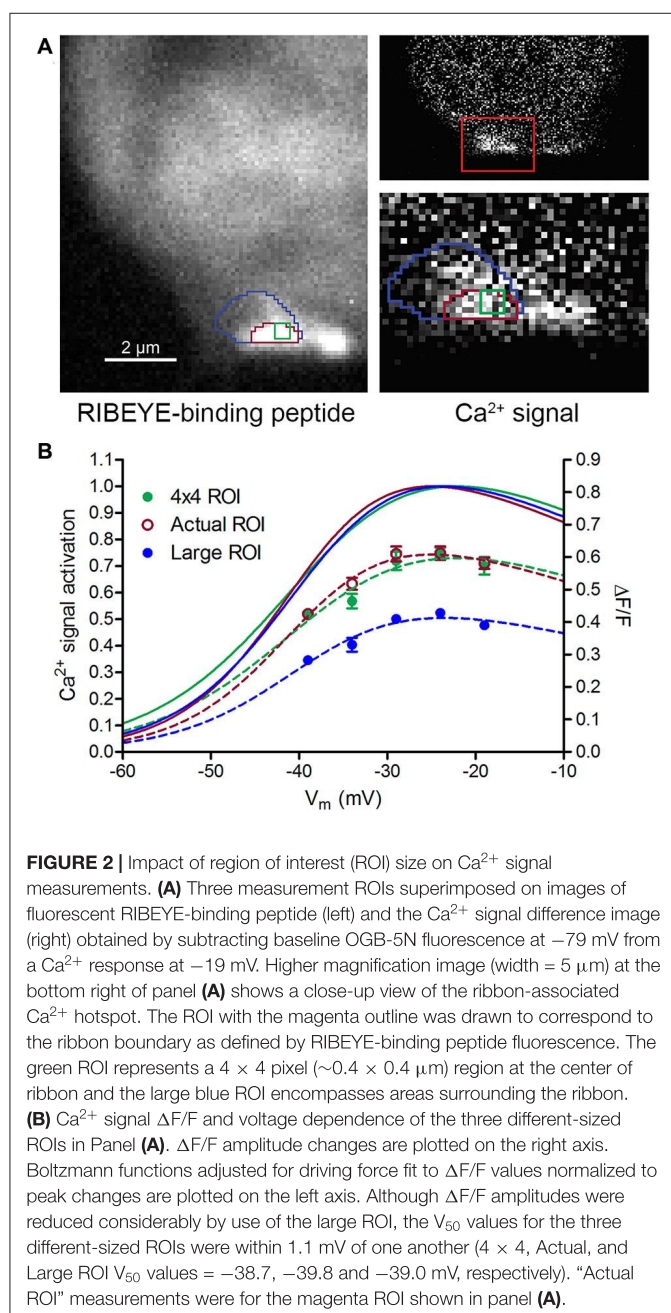 A
2 μm
RIBEYE-binding peptide
Ca²⁺ signal
B
1.1
1.0
0.9
0.8
0.7
0.6
0.5
0.4
0.3
0.2
0.1
0.0
Ca²⁺ signal activation
4x4 ROI
Actual ROI
Large ROI
0.9
0.8
0.7
0.6
0.5
0.4
0.3
0.2
0.1
0.0
ΔF/F
-60
-50
-40
-30
-20
-10
Vm (mV)
FIGURE 2 | Impact of region of interest (ROI) size on Ca²⁺ signal
measurements. (A) Three measurement ROIs superimposed on images of
fluorescent RIBEYE-binding peptide (left) and the Ca²⁺ signal difference image
(right) obtained by subtracting baseline OGB-5N fluorescence at −79 mV from
a Ca²⁺ response at −19 mV. Higher magnification image (width = 5 μm) at the
bottom right of panel (A) shows a close-up view of the ribbon-associated
Ca²⁺ hotspot. The ROI with the magenta outline was drawn to correspond to
the ribbon boundary as defined by RIBEYE-binding peptide fluorescence. The
green ROI represents a 4 × 4 pixel (∼0.4 × 0.4 μm) region at the center of
ribbon and the large blue ROI encompasses areas surrounding the ribbon.
(B) Ca²⁺ signal ΔF/F and voltage dependence of the three different-sized
ROIs in Panel (A). ΔF/F amplitude changes are plotted on the right axis.
Boltzmann functions adjusted for driving force fit to ΔF/F values normalized to
peak changes are plotted on the left axis. Although ΔF/F amplitudes were
reduced considerably by use of the large ROI, the V₅₀ values for the three
different-sized ROIs were within 1.1 mV of one another (4 × 4, Actual, and
Large ROI V₅₀ values = −38.7, −39.8 and −39.0 mV, respectively). “Actual
ROI” measurements were for the magenta ROI shown in panel (A).